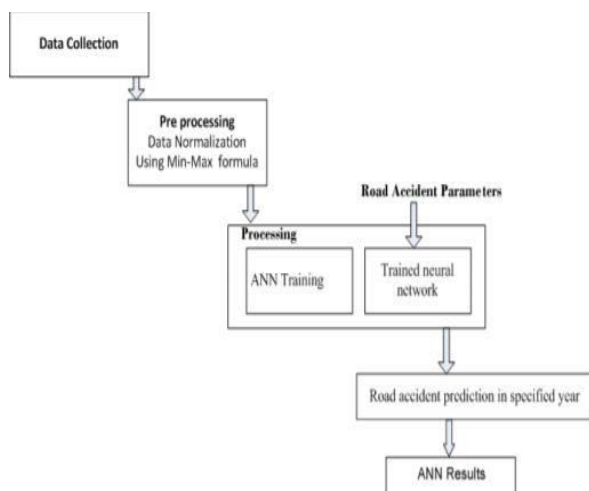 Data Collection
Pre processing
Data Normalization
Using Min-Max formula
Road Accident Parameters
Processing
ANN Training
Trained neural
network
Road accident prediction in specified year
ANN Results